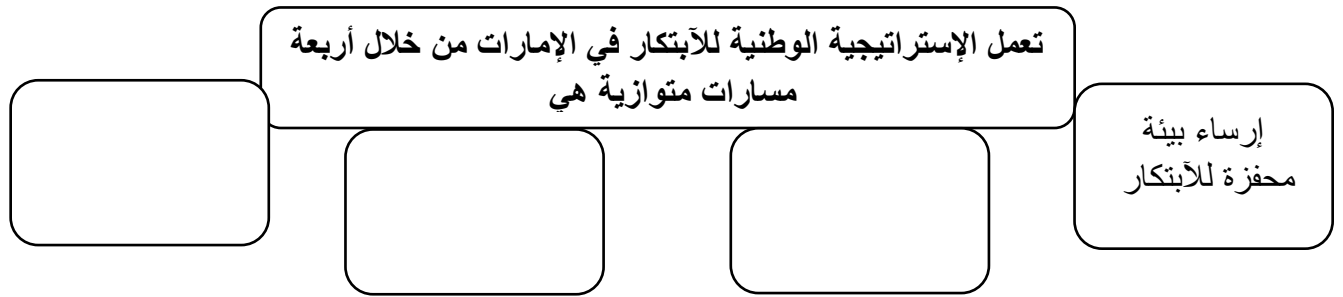 تعمل الإستراتيجية الوطنية للآبتكار في الإمارات من خلال أربعة
مسارات متوازية هي
إرساء بيئة
محفزة للآبتكار